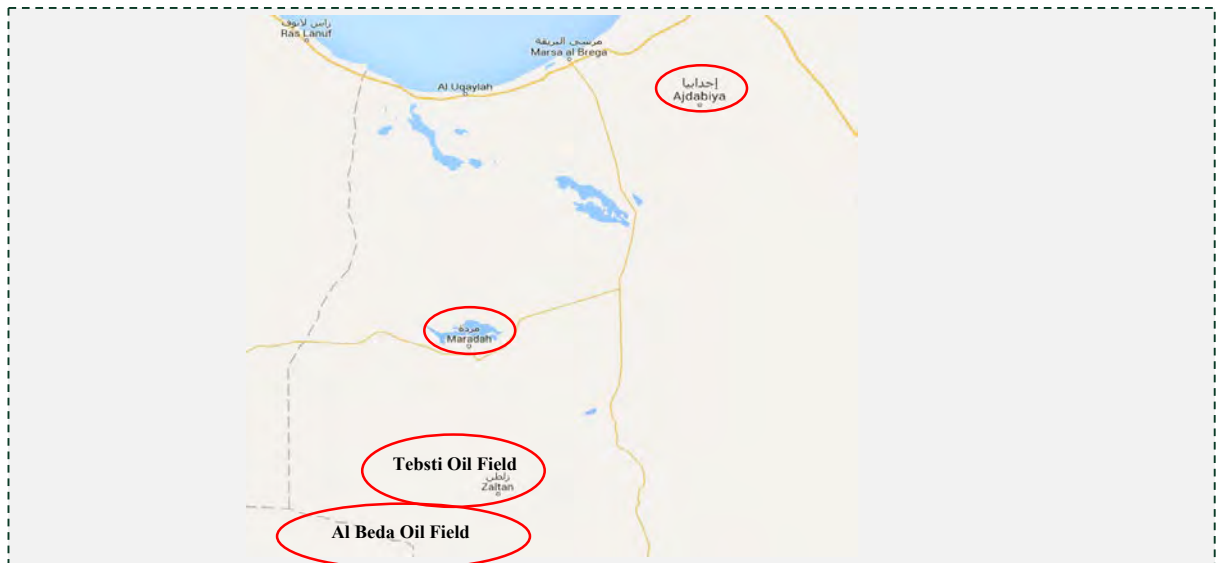 راس لانوف
Ras Lanuf
مرسى البريقة
Marsa al Brega
Al Uqaylah
إجدابيا
Ajdabiya
مردة
Maradah
Tebsti Oil Field
زلطن
Zaltan
Al Beda Oil Field